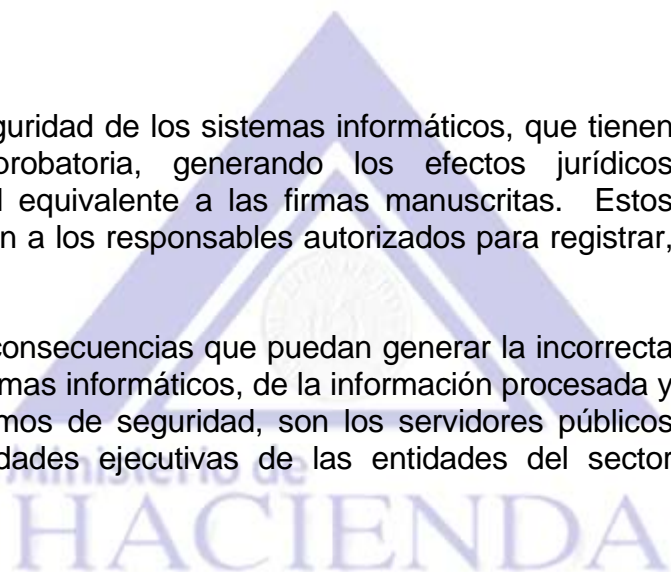 guridad de los sistemas informáticos, que tienen
probatoria, generando los efectos jurídicos
l equivalente a las firmas manuscritas. Estos
n a los responsables autorizados para registrar,
consecuencias que puedan generar la incorrecta
mas informáticos, de la información procesada y
mos de seguridad, son los servidores públicos
dades ejecutivas de las entidades del sector
Ministerio de
HACIENDA